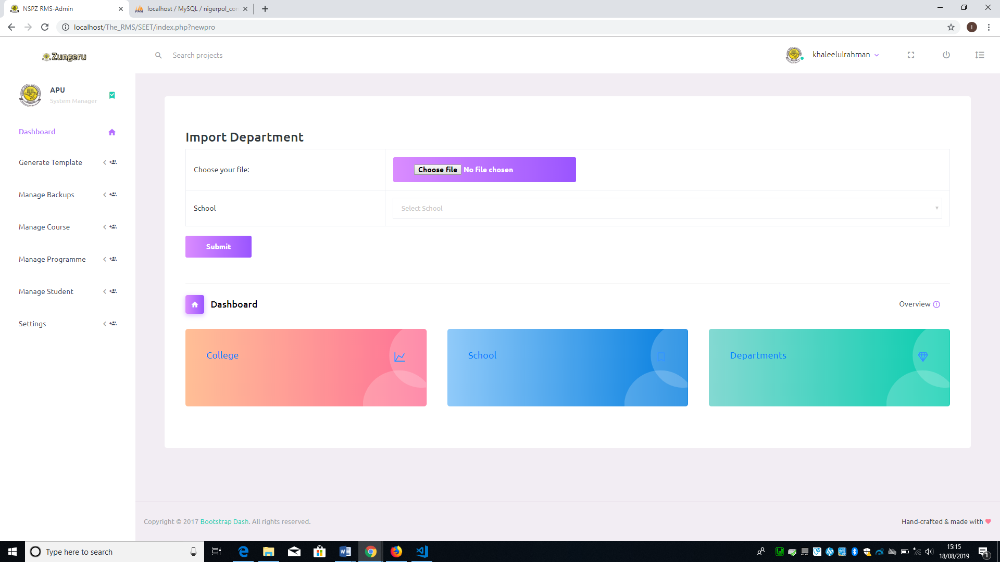 NSPZ RMS-Admin
localhost / MySQL / nigerpol_con
localhost/The_RMS/SEET/index.php?newpro
I
Zungeru
Search projects
khaleelulrahman
APU
System Manager
Dashboard
Generate Template
Manage Backups
Manage Course
Manage Programme
Manage Student
Settings
Import Department
Choose your file:
Choose file No file chosen
School
Select School
Submit
Dashboard
Overview
College
School
Departments
Copyright © 2017 Bootstrap Dash. All rights reserved.
Hand-crafted & made with
Type here to search
15:15
18/08/2019
1